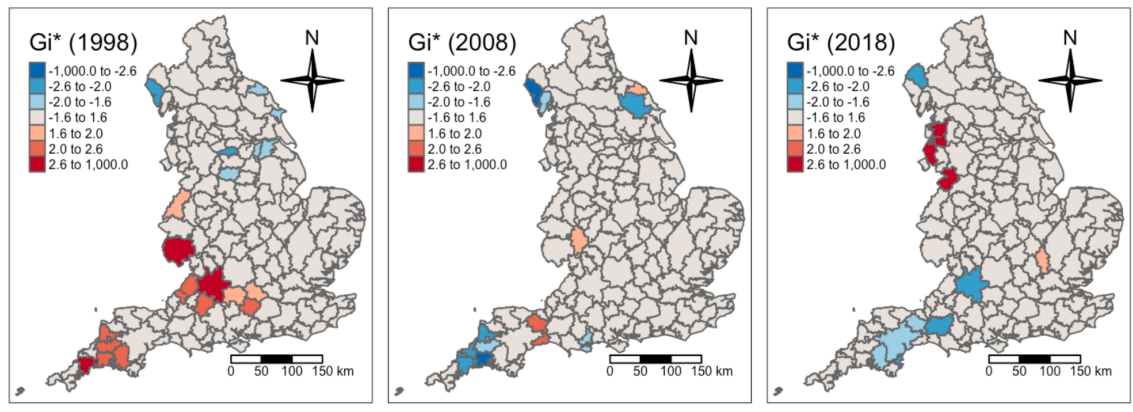 Gi* (1998)
-1,000.0 to -2.6
-2.6 to -2.0
-2.0 to -1.6
-1.6 to 1.6
1.6 to 2.0
2.0 to 2.6
2.6 to 1,000.0
N
0 50 100 150 km
Gi* (2008)
-1,000.0 to -2.6
-2.6 to -2.0
-2.0 to -1.6
-1.6 to 1.6
1.6 to 2.0
2.0 to 2.6
2.6 to 1,000.0
N
0 50 100 150 km
Gi* (2018)
-1,000.0 to -2.6
-2.6 to -2.0
-2.0 to -1.6
-1.6 to 1.6
1.6 to 2.0
2.0 to 2.6
2.6 to 1,000.0
N
0 50 100 150 km